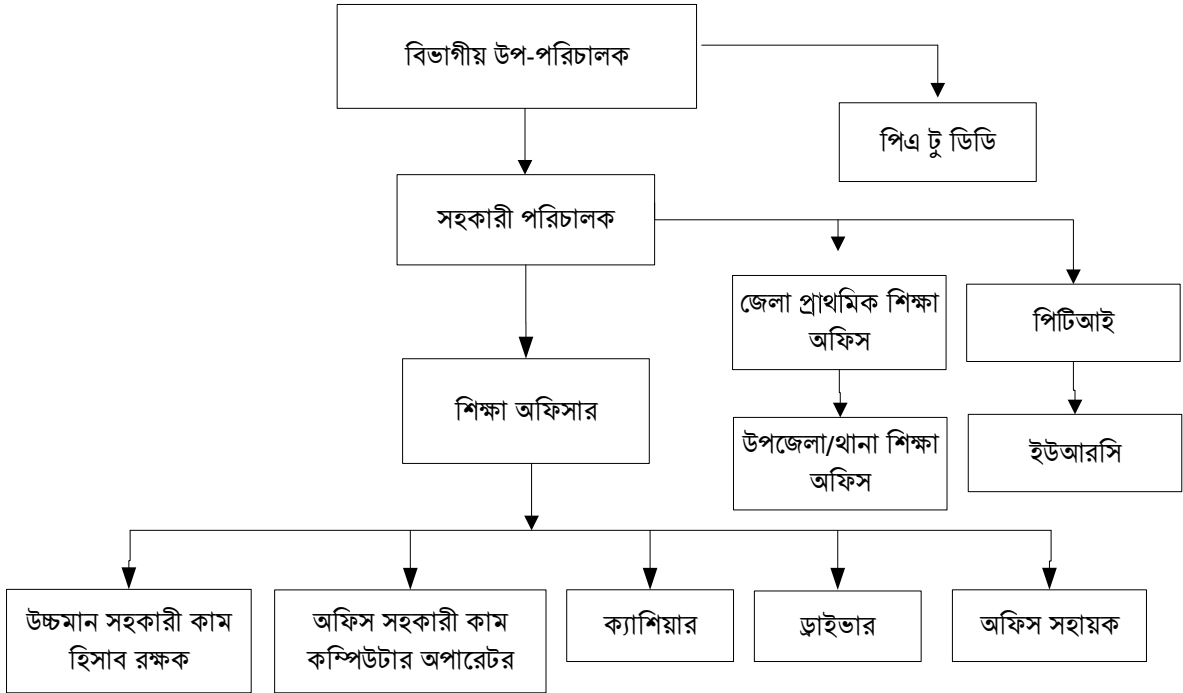 বিভাগীয় উপ-পরিচালক
পিএ টু ডিডি
সহকারী পরিচালক
জেলা প্রাথমিক শিক্ষা
অফিস
পিটিআই
শিক্ষা অফিসার
উপজেলা/থানা শিক্ষা
অফিস
ইউআরসি
উচ্চমান সহকারী কাম
হিসাব রক্ষক
অফিস সহকারী কাম
কম্পিউটার অপারেটর
ক্যাশিয়ার
ড্রাইভার
অফিস সহায়ক